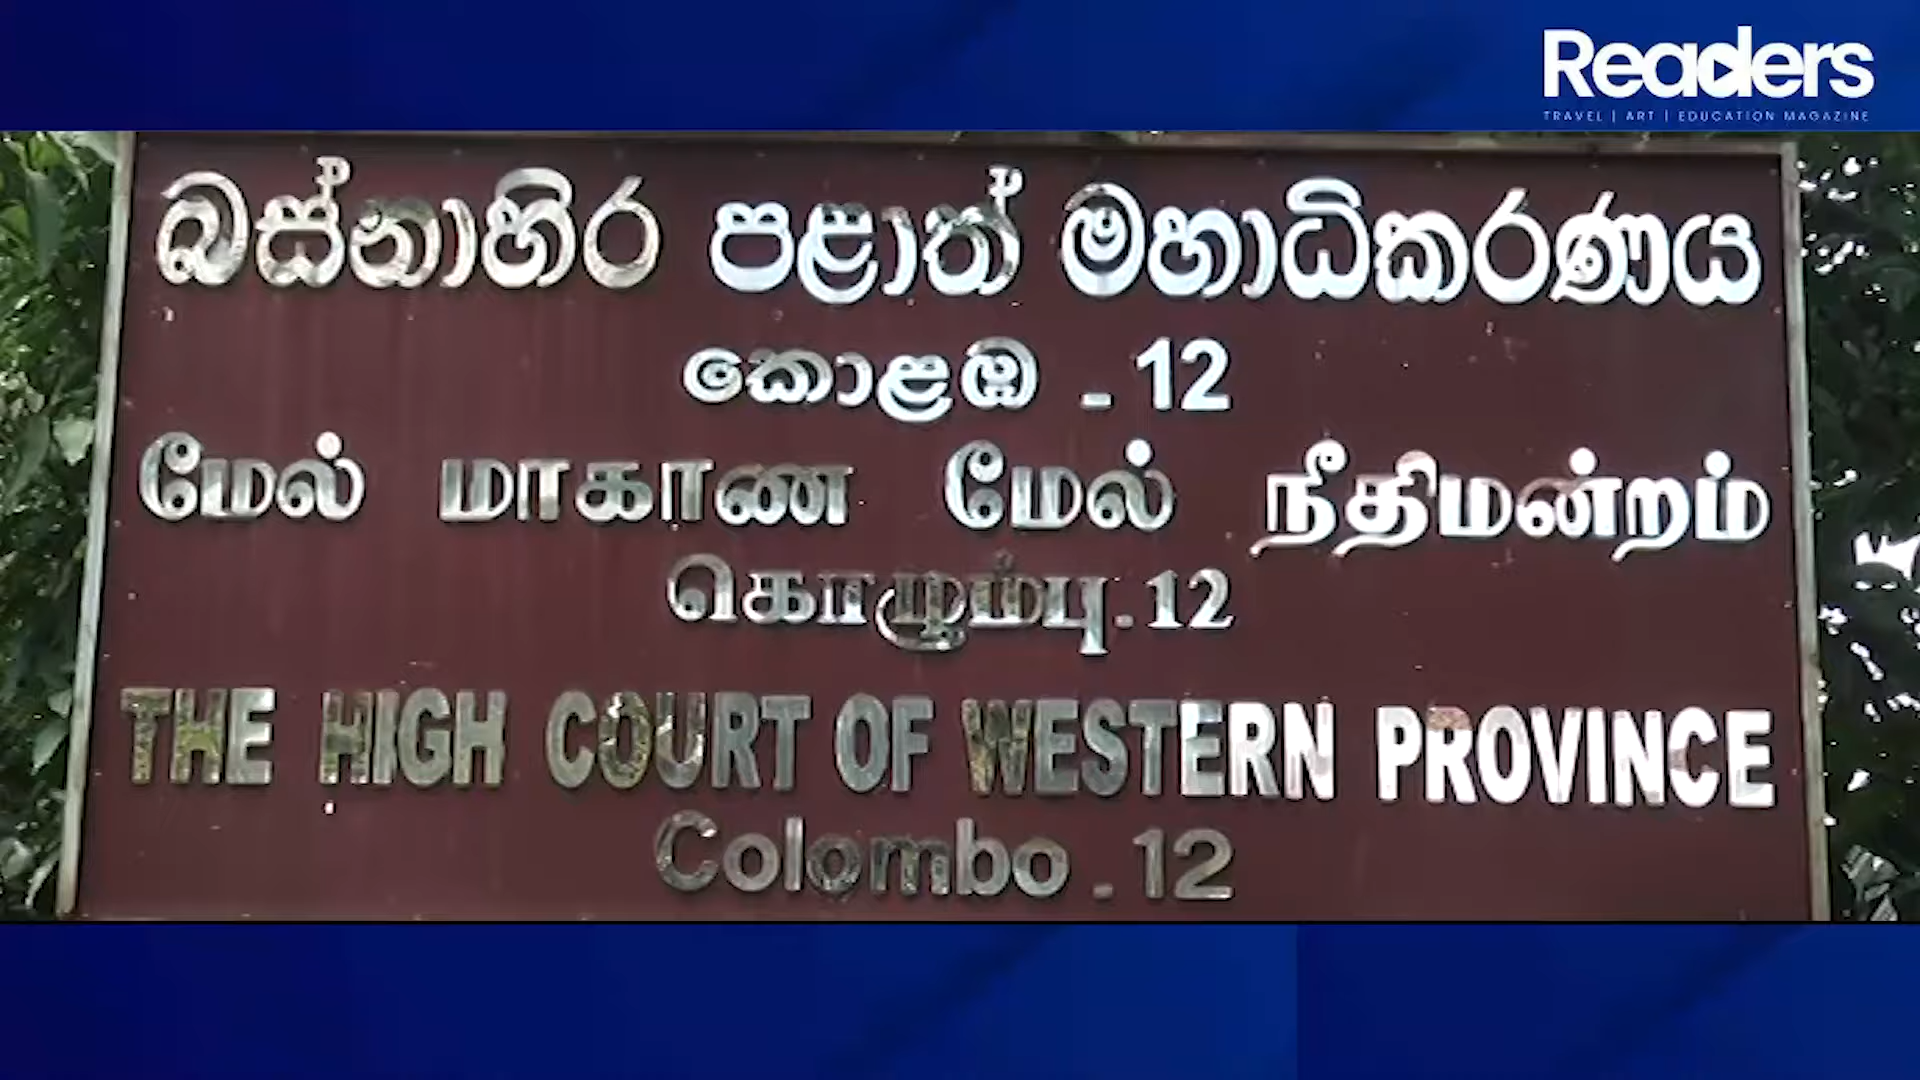 Readers
TRAVEL | ART | EDUCATION MAGAZINE
බස්නාහිර පළාත් මහාධිකරණය
කොළඹ - 12
மேல் மாகாண மேல் நீதிமன்றம்
கொழும்பு-12
THE HIGH COURT OF WESTERN PROVINCE
Colombo - 12